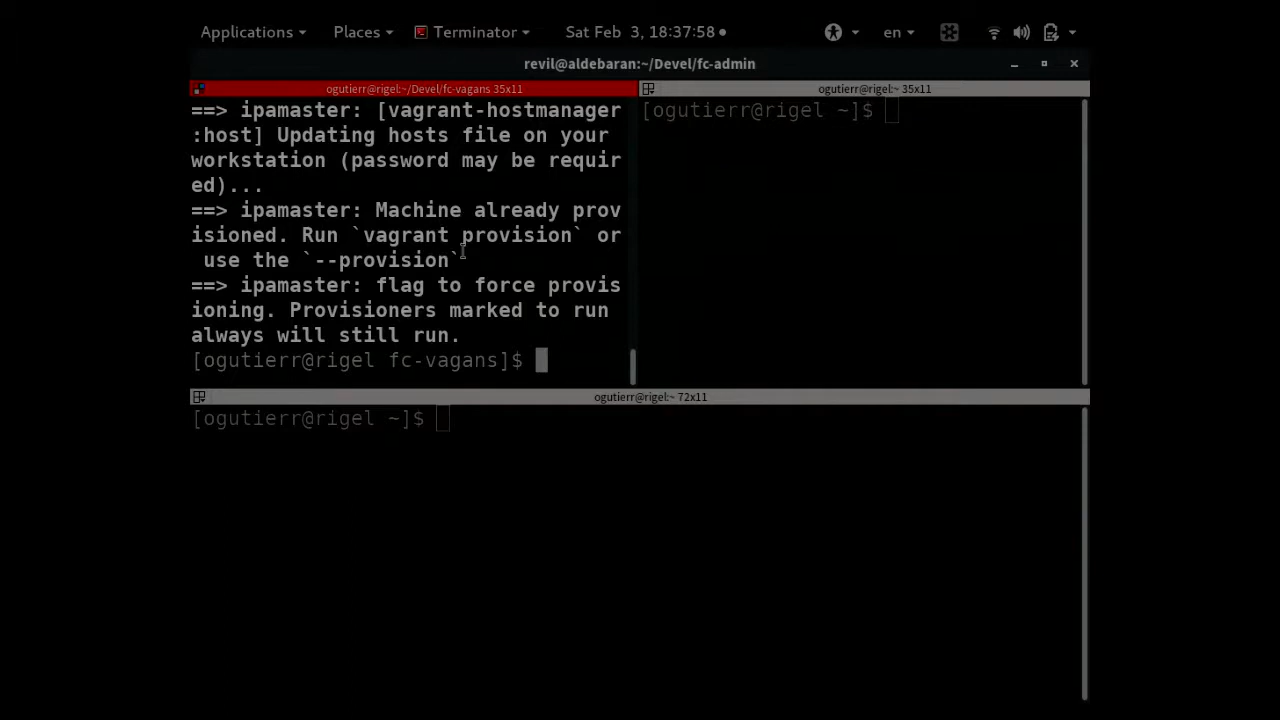 Applications Places Terminator Sat Feb 3, 18:37:58 en
revil@aldebaran:~/Devel/fc-admin
ogutierr@rigel:~/Devel/fc-vagans 35x11
==> ipamaster: [vagrant-hostmanager
:host] Updating hosts file on your
workstation (password may be requir
ed)...
==> ipamaster: Machine already prov
isioned. Run `vagrant provision` or
use the `--provision`
==> ipamaster: flag to force provis
ioning. Provisioners marked to run
always will still run.
[ogutierr@rigel fc-vagans]$
ogutierr@rigel:~ 35x11
[ogutierr@rigel ~]$
ogutierr@rigel:~ 72x11
[ogutierr@rigel ~]$